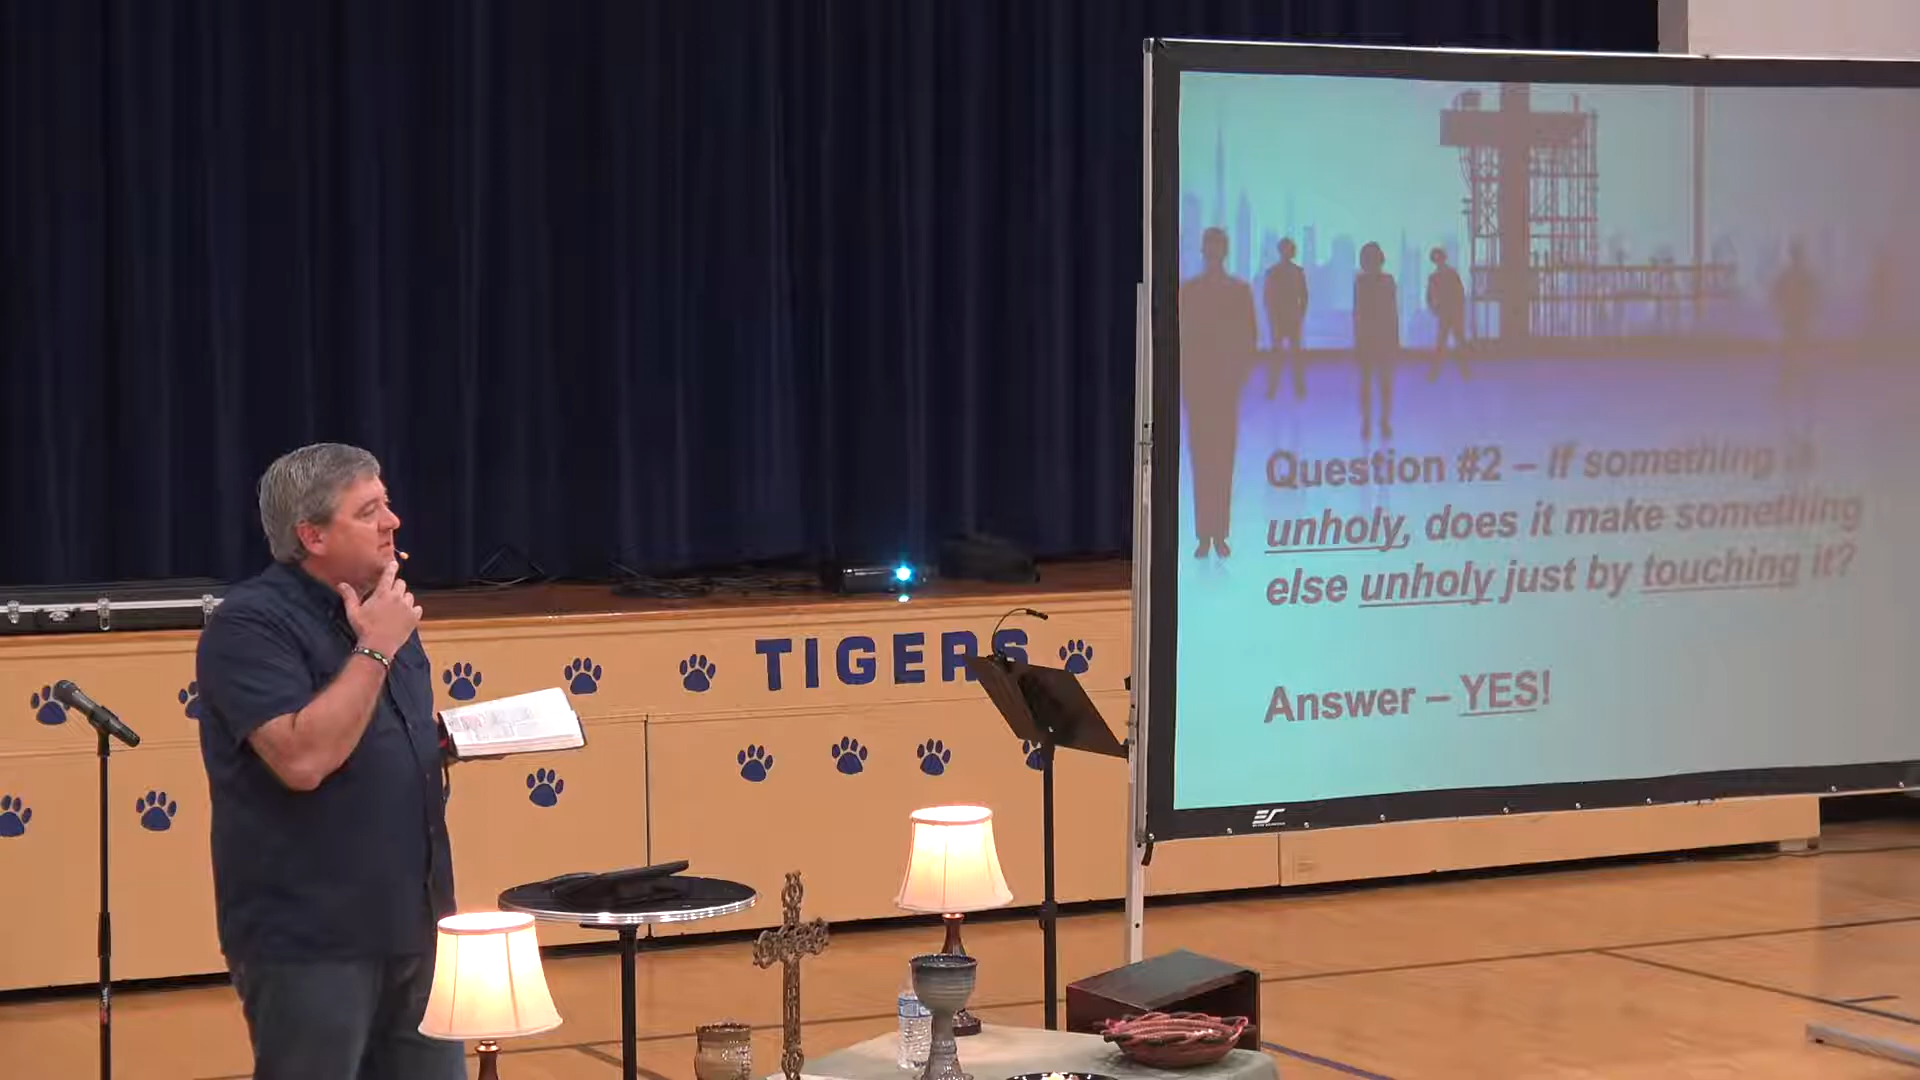 TIGERS
Question #2 – If something is
unholy, does it make something
else unholy just by touching it?
Answer – YES!
ES